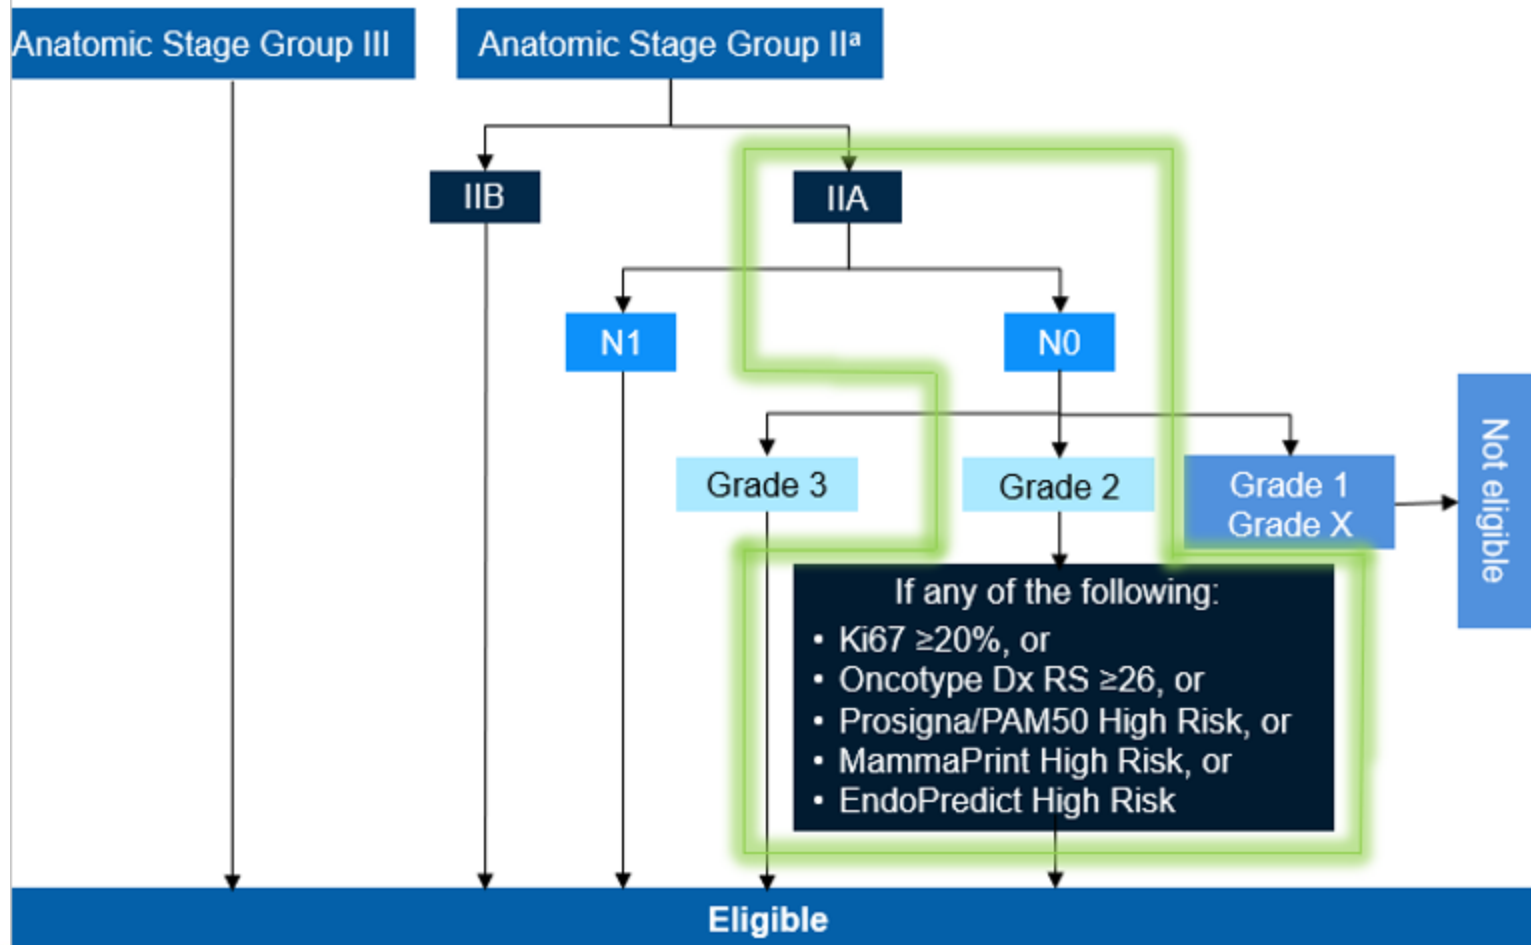 Anatomic Stage Group III
Anatomic Stage Group IIᵃ
IIB
IIA
N1
N0
Grade 3
Grade 2
Grade 1
Grade X
Not eligible
If any of the following:
• Ki67 ≥20%, or
• Oncotype Dx RS ≥26, or
• Prosigna/PAM50 High Risk, or
• MammaPrint High Risk, or
• EndoPredict High Risk
Eligible